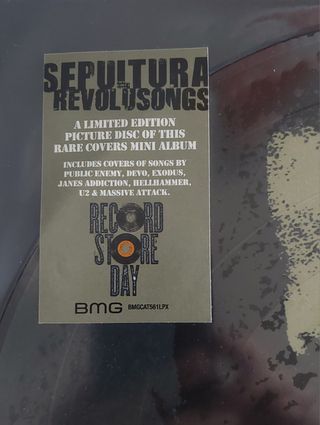 SEPULTURA
REVOLUSONGS
A LIMITED EDITION
PICTURE DISC OF THIS
RARE COVERS MINI ALBUM
INCLUDES COVERS OF SONGS BY
PUBLIC ENEMY, DEVO, EXODUS,
JANES ADDICTION, HELLHAMMER,
U2 & MASSIVE ATTACK.
RECORD
STORE
DAY
BMG BMGCAT561LPX